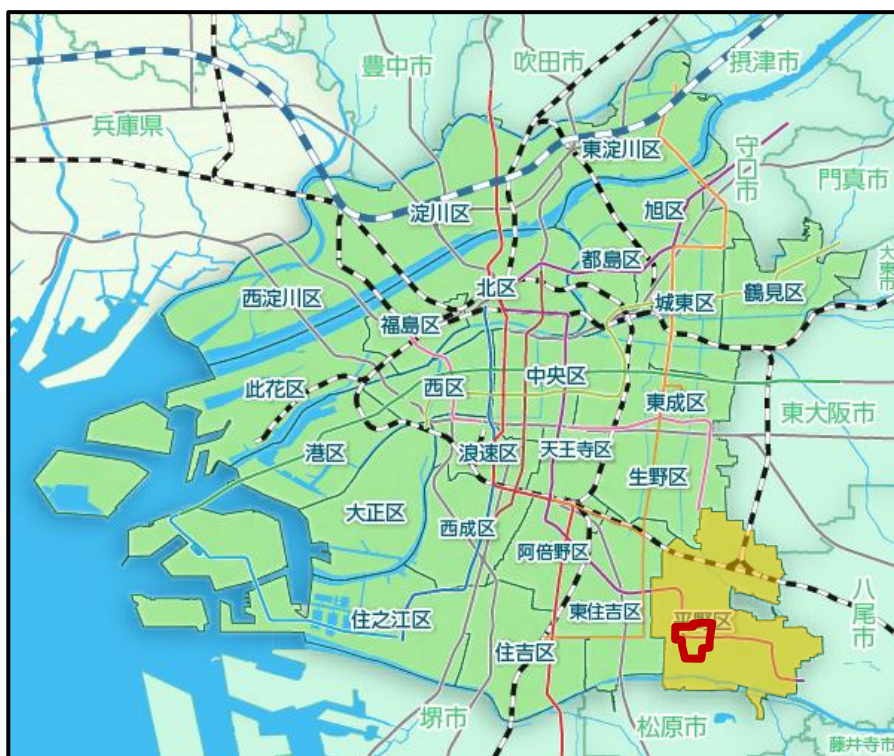 豊中市
吹田市
摂津市
兵庫県
東淀川区
守口市
門真市
淀川区
旭区
都島区
大東市
北区
西淀川区
城東区
鶴見区
福島区
此花区
西区
中央区
東成区
東大阪市
港区
浪速区
天王寺区
生野区
大正区
西成区
阿倍野区
八尾市
住之江区
東住吉区
平野区
住吉区
堺市
松原市
藤井寺市